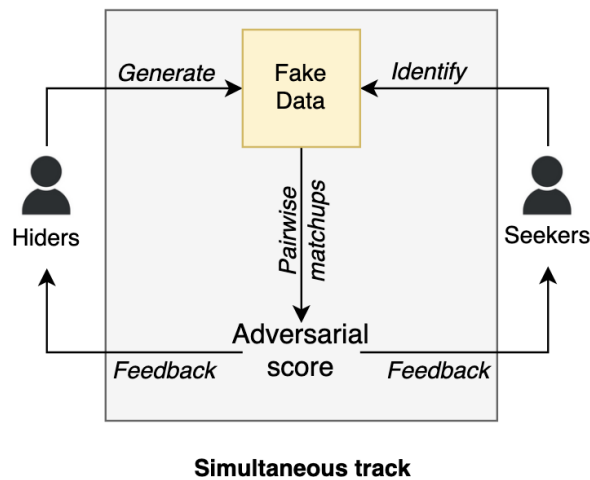 Generate
Fake
Data
Identify
Hiders
Pairwise
matchups
Seekers
Adversarial
score
Feedback
Feedback
Simultaneous track